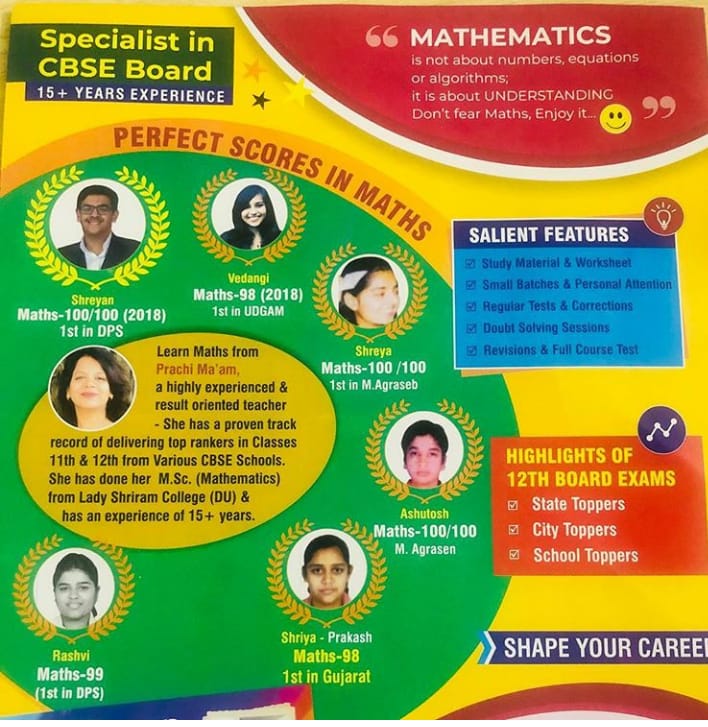 Specialist in
CBSE Board
15+ YEARS EXPERIENCE
“ MATHEMATICS
is not about numbers, equations
or algorithms;
it is about UNDERSTANDING
Don't fear Maths, Enjoy it... ”
PERFECT SCORES IN MATHS
Shreyan
Maths-100/100 (2018)
1st in DPS
Vedangi
Maths-98 (2018)
1st in UDGAM
Shreya
Maths-100 /100
1st in M.Agraseb
SALIENT FEATURES
Study Material & Worksheet
Small Batches & Personal Attention
Regular Tests & Corrections
Doubt Solving Sessions
Revisions & Full Course Test
Learn Maths from
Prachi Ma'am,
a highly experienced &
result oriented teacher
- She has a proven track
record of delivering top rankers in Classes
11th & 12th from Various CBSE Schools.
She has done her M.Sc. (Mathematics)
from Lady Shriram College (DU) &
has an experience of 15+ years.
Ashutosh
Maths-100/100
M. Agrasen
HIGHLIGHTS OF
12TH BOARD EXAMS
State Toppers
City Toppers
School Toppers
Rashvi
Maths-99
(1st in DPS)
Shriya - Prakash
Maths-98
1st in Gujarat
SHAPE YOUR CAREE